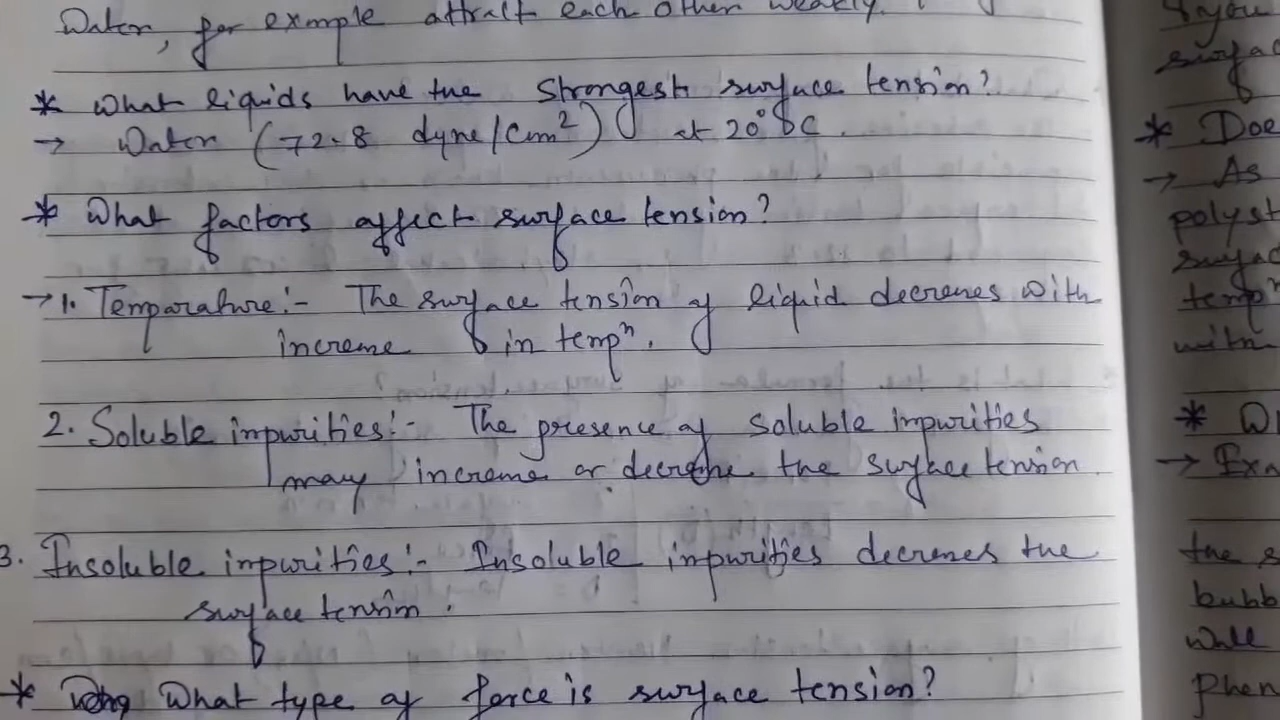 Water, for example attract each other weakly.
* What liquids have the strongest surface tension?
→ Water (72.8 dyne/cm²) at 20°C.
* What factors affect surface tension?
→ 1. Temparature:- The surface tension of liquid decreases with
increase in tempⁿ.
2. Soluble impurities:- The presence of soluble impurities
may increase or decrease the surface tension.
3. Insoluble impurities:- Insoluble impurities decreases the
surface tension.
* What type of force is surface tension?
If you
* Doe
→ As
polyst
surfac
tempⁿ
with
*
→ Exa
the s
bubb
wall
phen